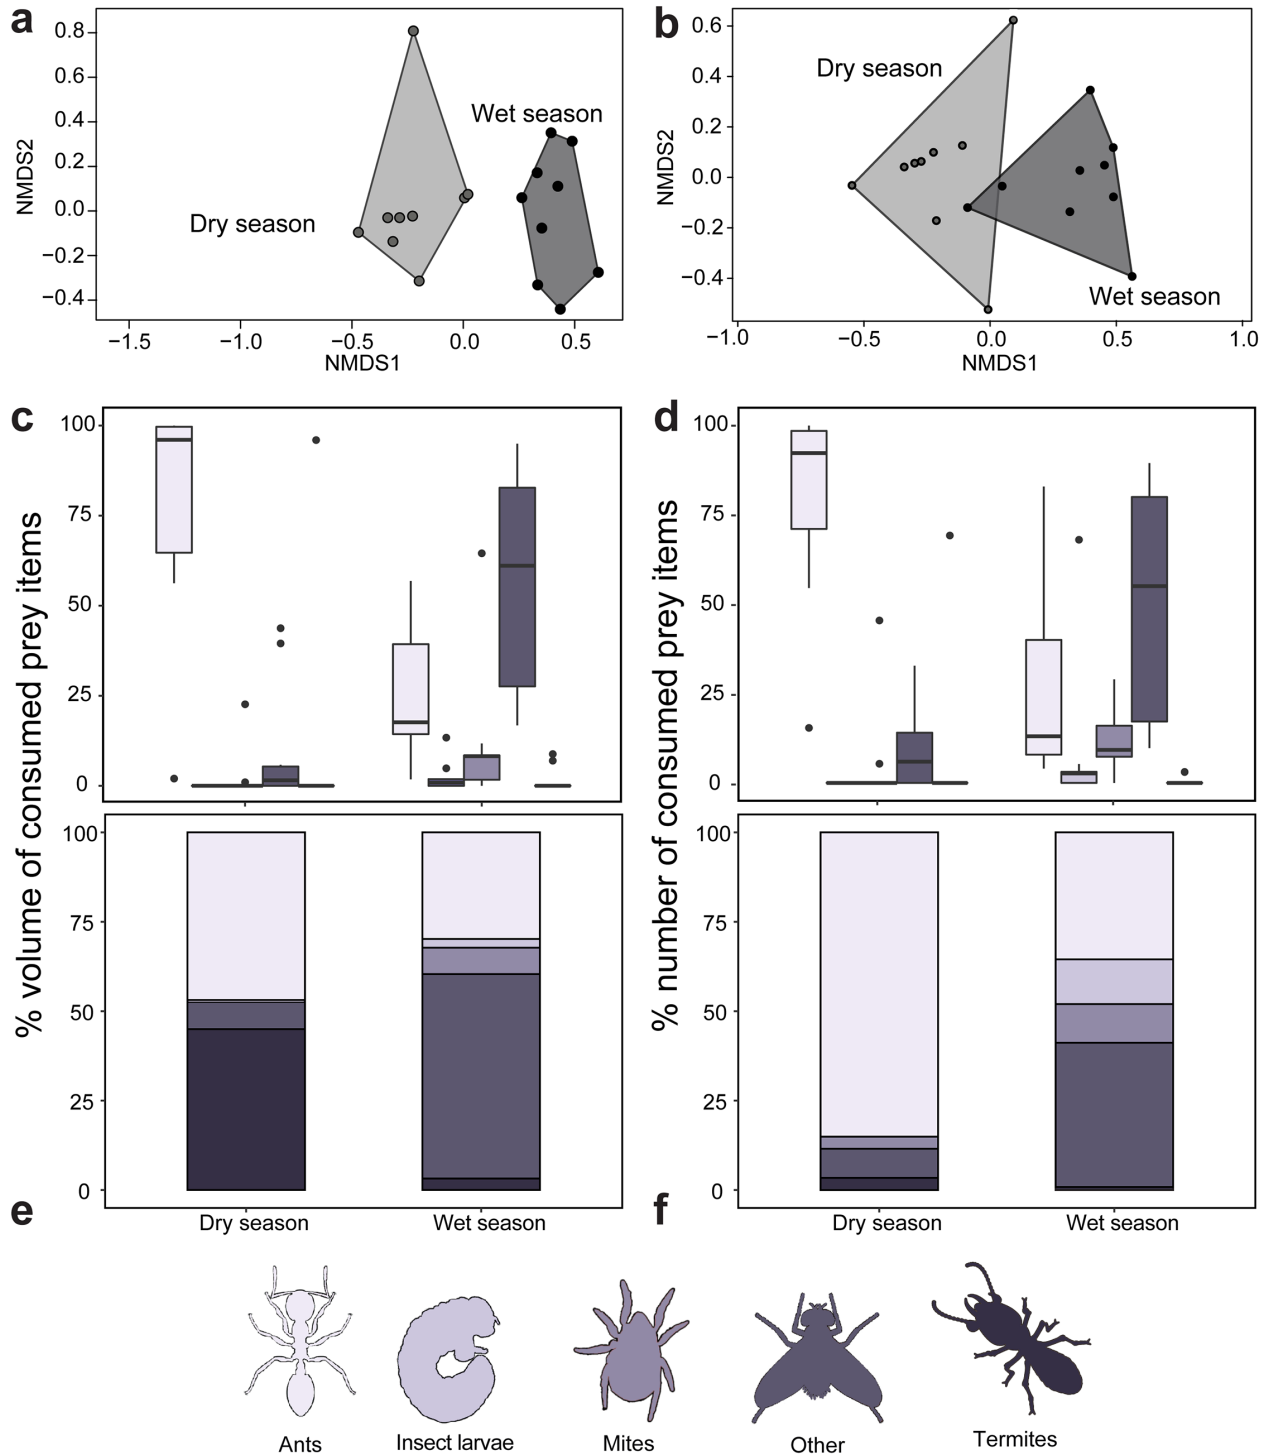 a
0.8
0.6
0.4
0.2
0.0
−0.2
−0.4
NMDS2
Dry season
Wet season
−1.5
−1.0
−0.5
0.0
0.5
NMDS1
b
0.6
0.4
0.2
0.0
−0.2
−0.4
NMDS2
Dry season
Wet season
−1.0
−0.5
0.0
0.5
1.0
NMDS1
c
100
75
50
25
0
d
100
75
50
25
0
% volume of consumed prey items
100
75
50
25
0
% number of consumed prey items
100
75
50
25
0
e
Dry season
Wet season
f
Dry season
Wet season
Ants
Insect larvae
Mites
Other
Termites